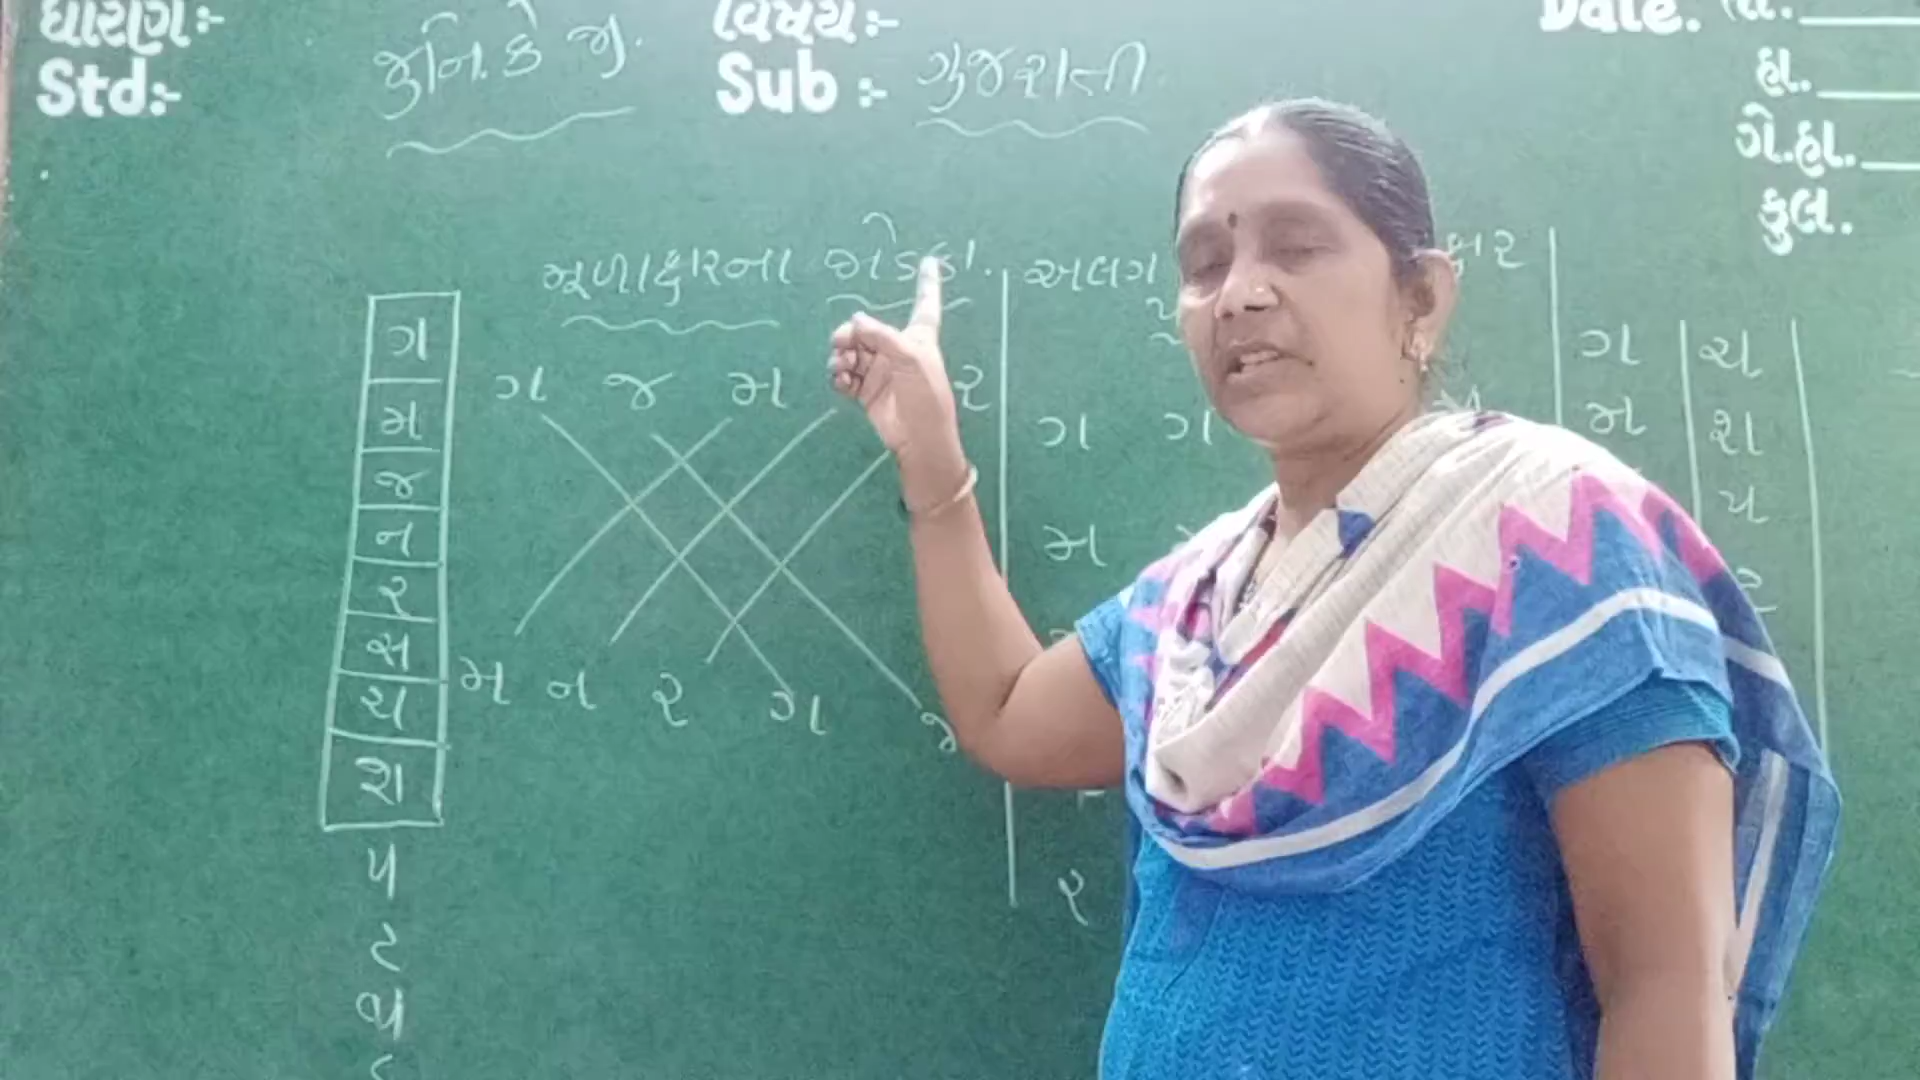 ધોરણ:-
Std:-
જુનિ.કે જી.
વિષય:-
Sub :-
ગુજરાતી
Date.
હા.
ગે.હા.
કુલ.
મૂળાક્ષરના જોડકા.
અલગ
ગ
મ
જ
ન
ર
સ
ચ
શ
પ
ટ
થ
ગ જ મ ર
મ ન ર ગ જ
ગ ગ
મ
ર
ગ
મ
ચ
શ
પ
ટ